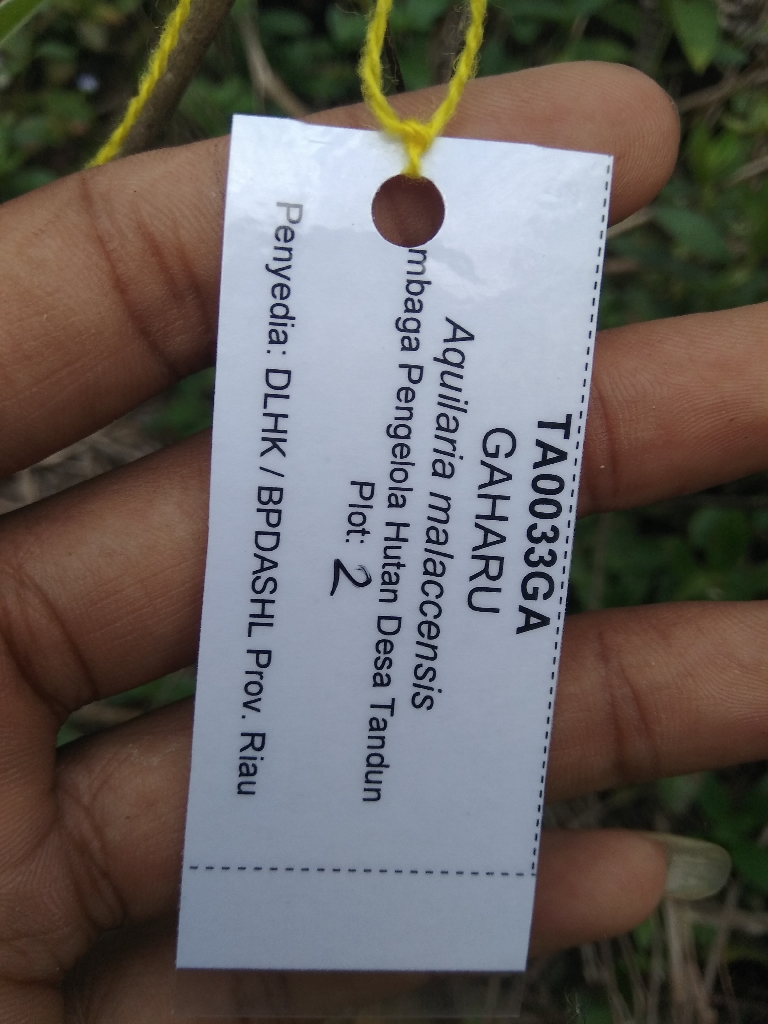 TA0033GA
GAHARU
Aquilaria malaccensis
mbaga Pengelola Hutan Desa Tandun
Plot: 2
Penyedia: DLHK / BPDASHL Prov. Riau